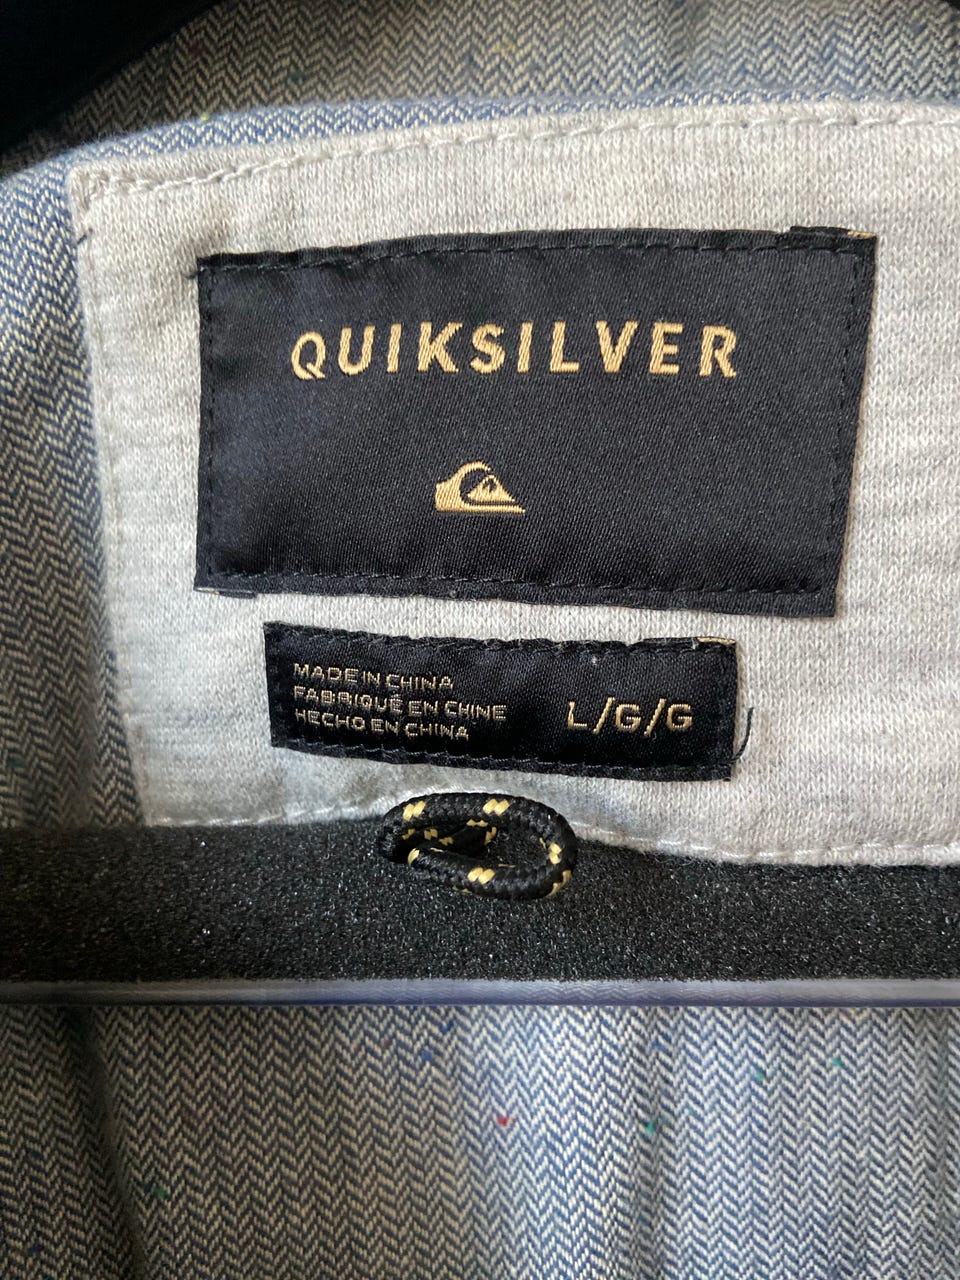 QUIKSILVER
MADE IN CHINA
FABRIQUÉ EN CHINE
HECHO EN CHINA
L/G/G